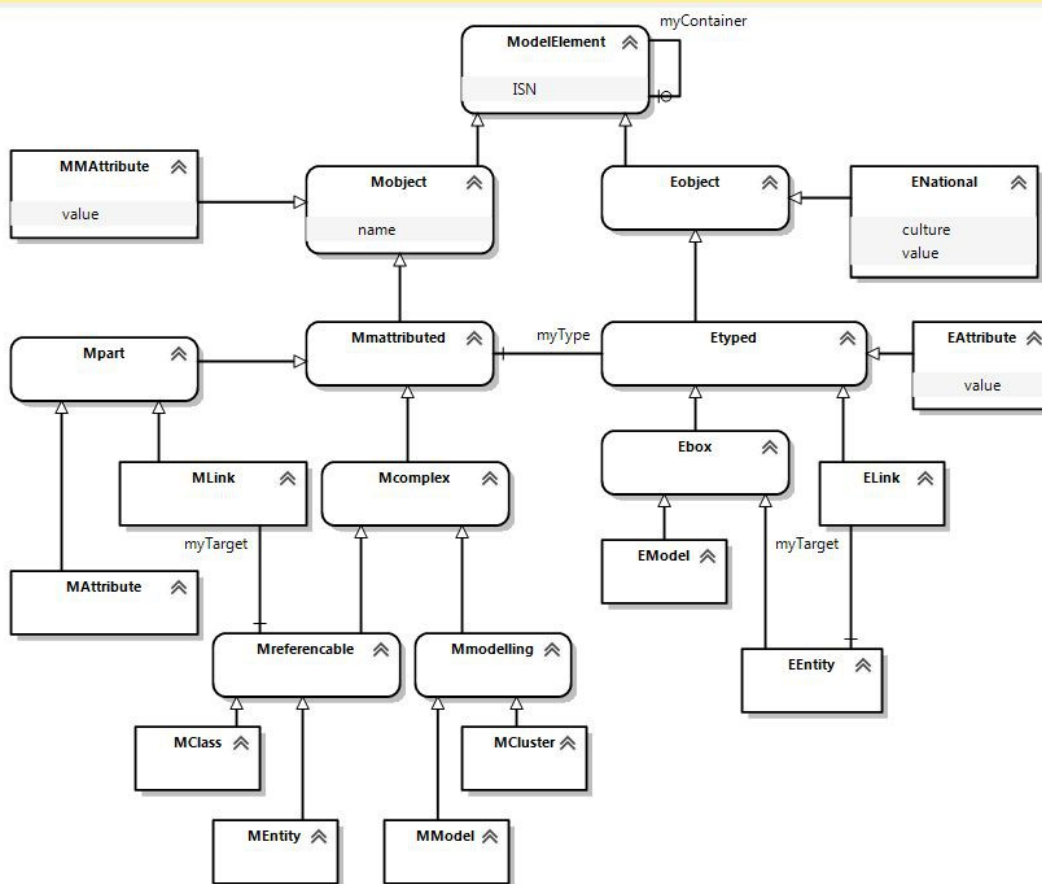 myContainer
ModelElement
ISN
MMAttribute
value
Mobject
name
Eobject
ENational
culture
value
Mpart
Mmattributed
myType
Etyped
EAttribute
value
MLink
Mcomplex
Ebox
ELink
myTarget
myTarget
EModel
MAttribute
Mreferencable
Mmodelling
EEntity
MClass
MCluster
MEntity
MModel